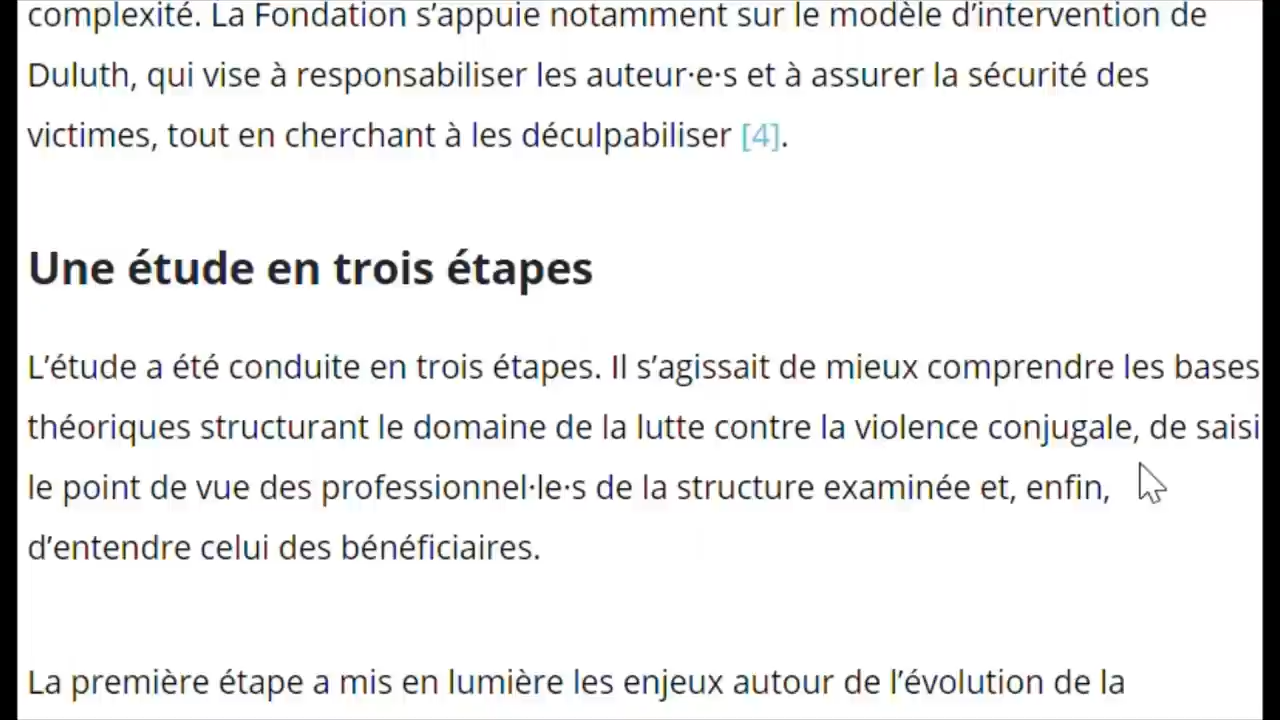 complexité. La Fondation s’appuie notamment sur le modèle d’intervention de
Duluth, qui vise à responsabiliser les auteur·e·s et à assurer la sécurité des
victimes, tout en cherchant à les déculpabiliser [4].
Une étude en trois étapes
L’étude a été conduite en trois étapes. Il s’agissait de mieux comprendre les bases
théoriques structurant le domaine de la lutte contre la violence conjugale, de saisi
le point de vue des professionnel·le·s de la structure examinée et, enfin,
d’entendre celui des bénéficiaires.
La première étape a mis en lumière les enjeux autour de l’évolution de la